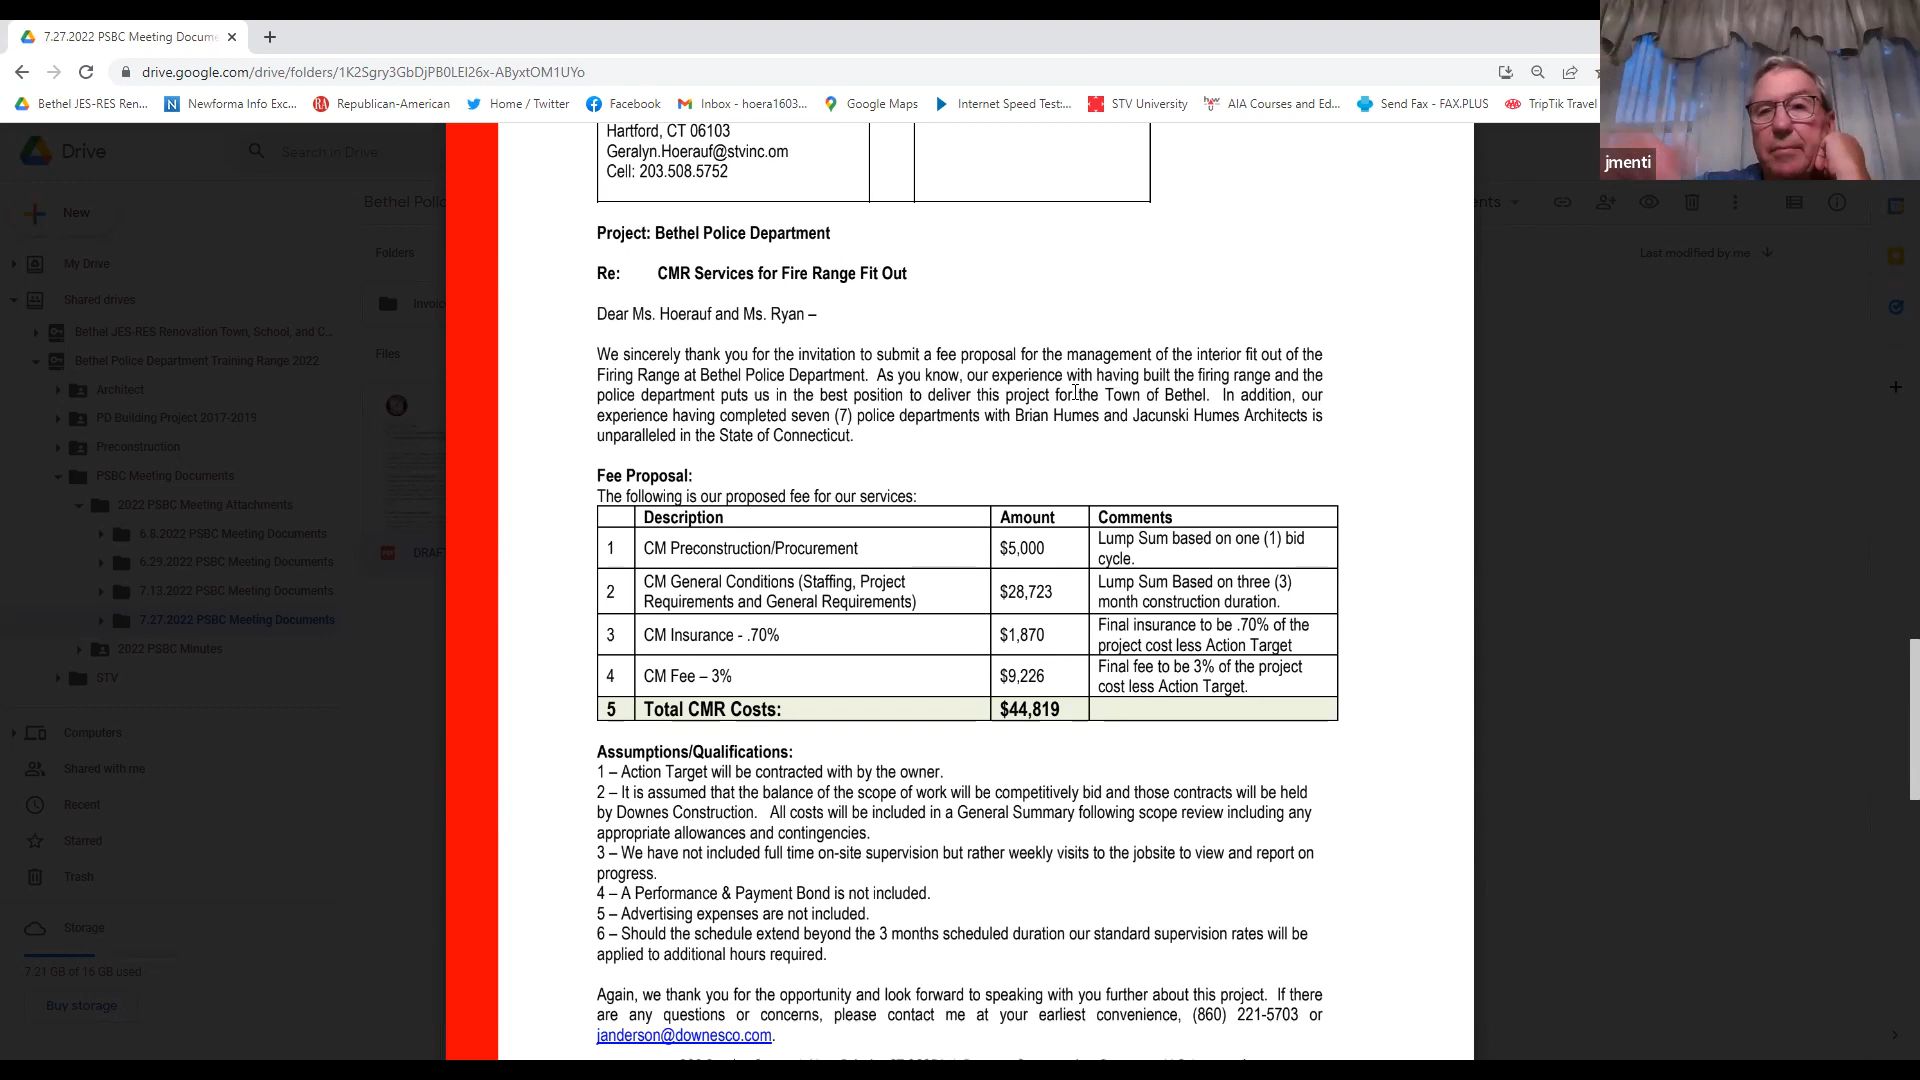 7.27.2022 PSBC Meeting Docume
drive.google.com/drive/folders/1K2Sgry3GbDjPB0LEI26x-AByxtOM1UYo
Bethel JES-RES Ren... Newforma Info Exc... Republican-American Home / Twitter Facebook Inbox - hoera1603... Google Maps Internet Speed Test:... STV University AIA Courses and Ed... Send Fax - FAX.PLUS TripTik Travel
jmenti
Drive
Search in Drive
New
My Drive
Shared drives
Bethel JES-RES Renovation Town, School, and C...
Bethel Police Department Training Range 2022
Architect
PD Building Project 2017-2019
Preconstruction
PSBC Meeting Documents
2022 PSBC Meeting Attachments
6.8.2022 PSBC Meeting Documents
6.29.2022 PSBC Meeting Documents
7.13.2022 PSBC Meeting Documents
7.27.2022 PSBC Meeting Documents
2022 PSBC Minutes
STV
Computers
Shared with me
Recent
Starred
Trash
Storage
7.21 GB of 16 GB used
Buy storage
Bethel Polic
Folders
Invoic
Files
DRAFT
nts
Last modified by me
Hartford, CT 06103
Geralyn.Hoerauf@stvinc.om
Cell: 203.508.5752
Project: Bethel Police Department
Re: CMR Services for Fire Range Fit Out
Dear Ms. Hoerauf and Ms. Ryan –
We sincerely thank you for the invitation to submit a fee proposal for the management of the interior fit out of the
Firing Range at Bethel Police Department. As you know, our experience with having built the firing range and the
police department puts us in the best position to deliver this project for the Town of Bethel. In addition, our
experience having completed seven (7) police departments with Brian Humes and Jacunski Humes Architects is
unparalleled in the State of Connecticut.
Fee Proposal:
The following is our proposed fee for our services:
Description Amount Comments
1 CM Preconstruction/Procurement $5,000 Lump Sum based on one (1) bid
cycle.
2 CM General Conditions (Staffing, Project
Requirements and General Requirements) $28,723 Lump Sum Based on three (3)
month construction duration.
3 CM Insurance - .70% $1,870 Final insurance to be .70% of the
project cost less Action Target
4 CM Fee – 3% $9,226 Final fee to be 3% of the project
cost less Action Target.
5 Total CMR Costs: $44,819
Assumptions/Qualifications:
1 – Action Target will be contracted with by the owner.
2 – It is assumed that the balance of the scope of work will be competitively bid and those contracts will be held
by Downes Construction. All costs will be included in a General Summary following scope review including any
appropriate allowances and contingencies.
3 – We have not included full time on-site supervision but rather weekly visits to the jobsite to view and report on
progress.
4 – A Performance & Payment Bond is not included.
5 – Advertising expenses are not included.
6 – Should the schedule extend beyond the 3 months scheduled duration our standard supervision rates will be
applied to additional hours required.
Again, we thank you for the opportunity and look forward to speaking with you further about this project. If there
are any questions or concerns, please contact me at your earliest convenience, (860) 221-5703 or
janderson@downesco.com.